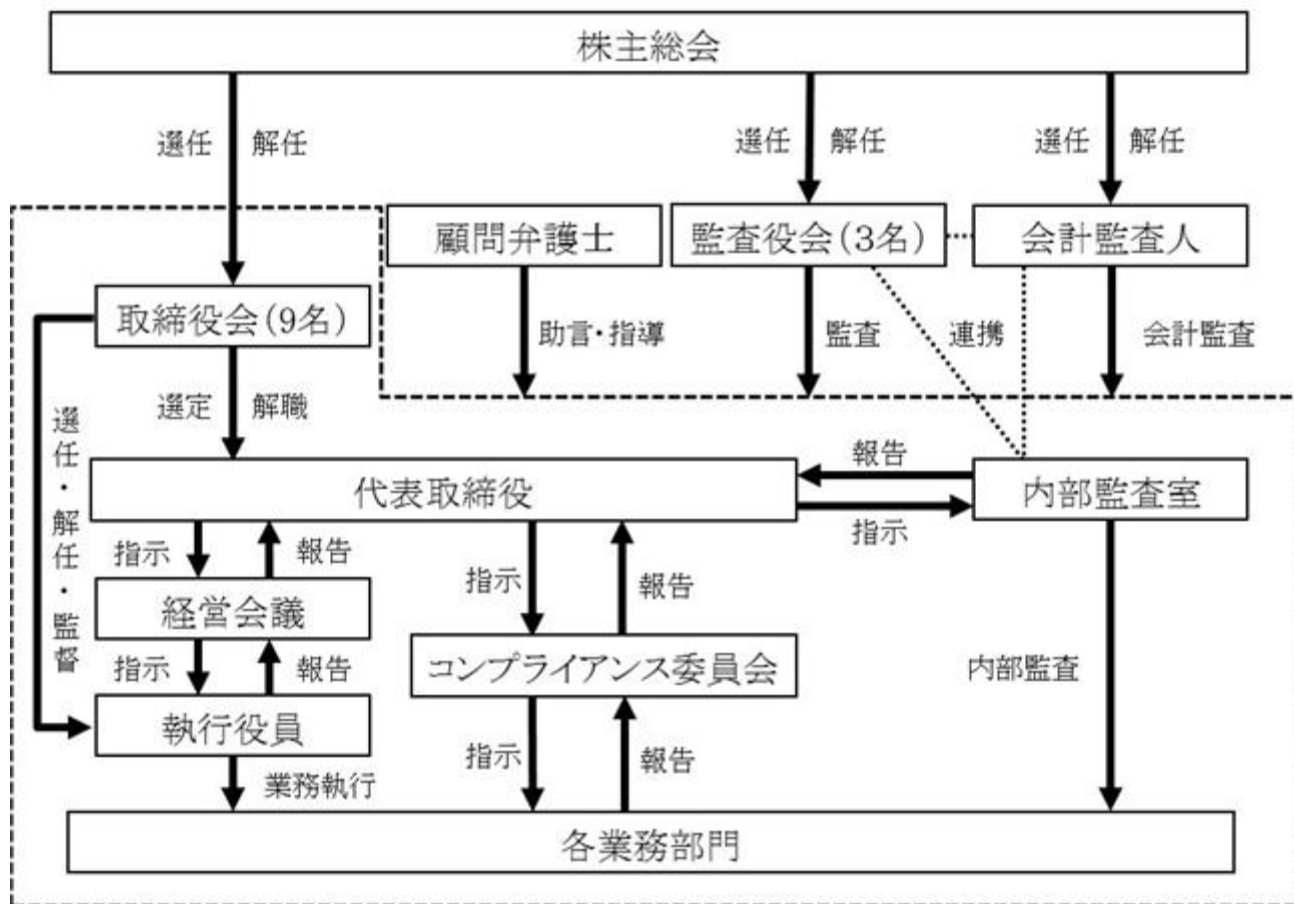 株主総会
選任 解任
選任 解任
選任 解任
顧問弁護士
監査役会(3名)
会計監査人
取締役会(9名)
助言・指導
監査
連携
会計監査
選定 解職
選任・解任・監督
代表取締役
報告
指示
内部監査室
指示 報告
経営会議
指示 報告
執行役員
業務執行
指示 報告
コンプライアンス委員会
指示 報告
内部監査
各業務部門